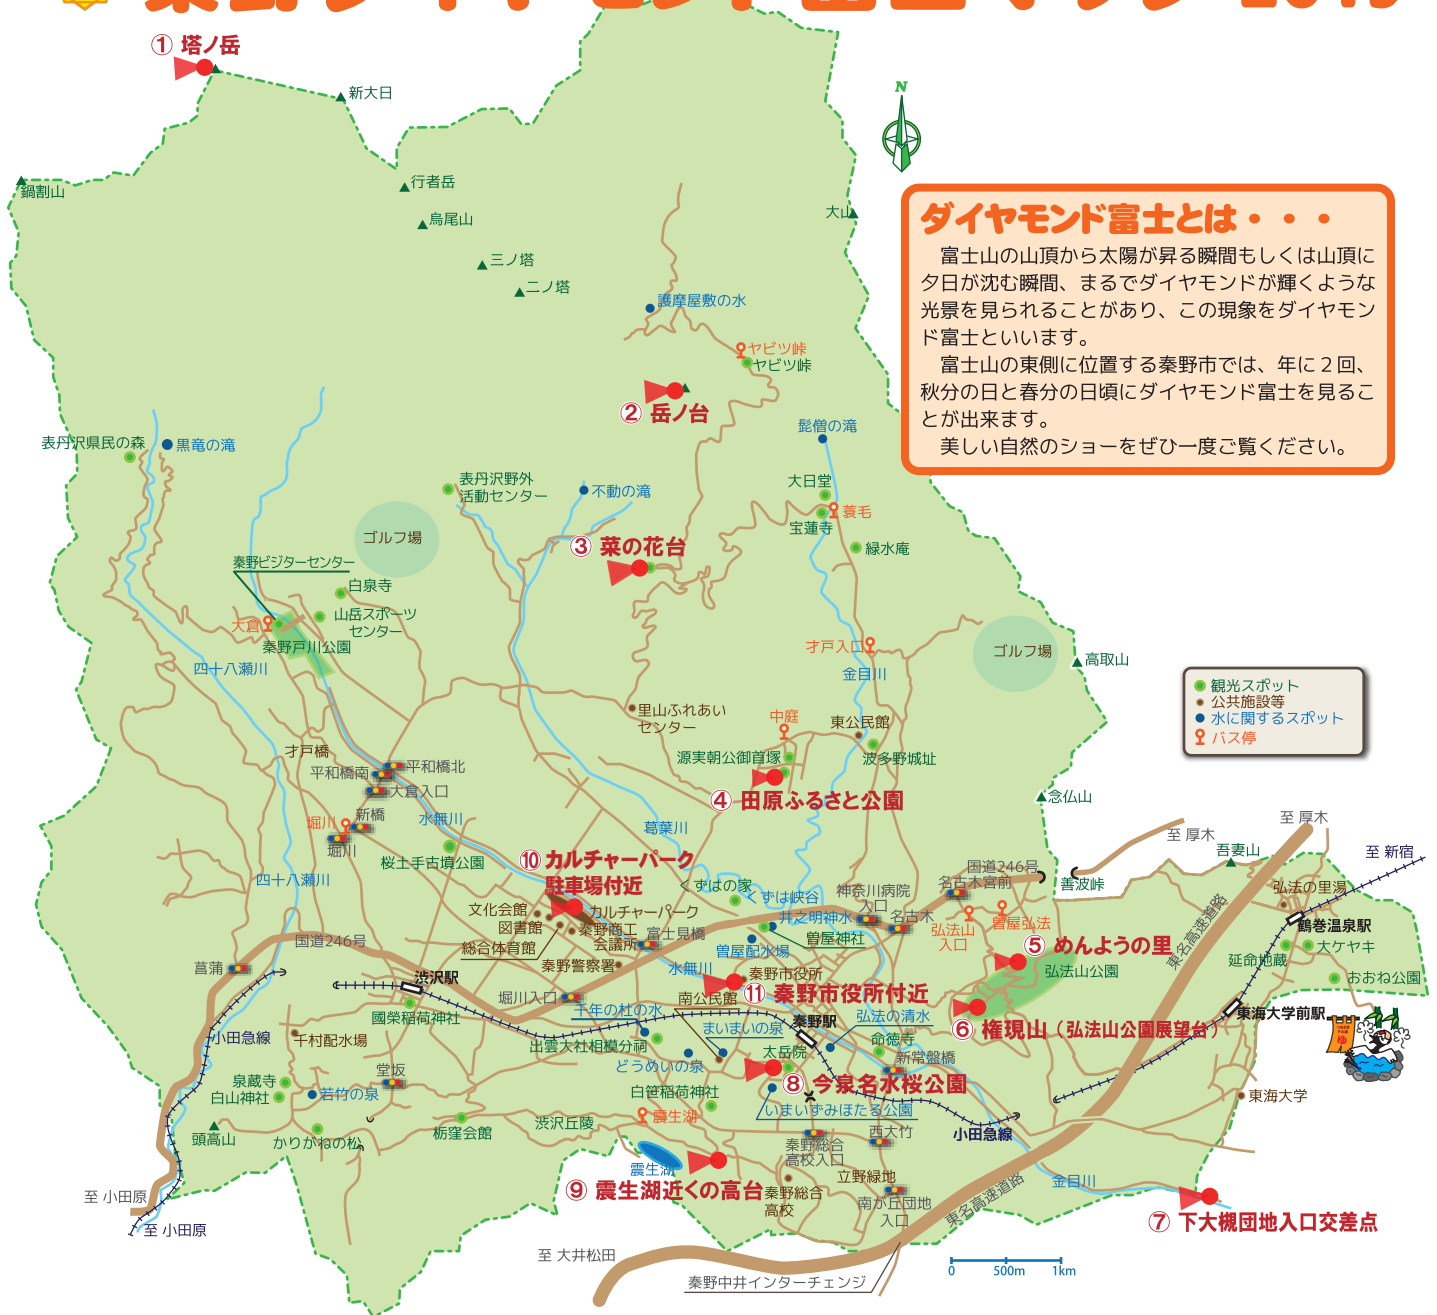 ① 塔ノ岳
新大日
鍋割山
行者岳
烏尾山
三ノ塔
二ノ塔
大山
N
ダイヤモンド富士とは・・・
富士山の山頂から太陽が昇る瞬間もしくは山頂に
夕日が沈む瞬間、まるでダイヤモンドが輝くような
光景を見られることがあり、この現象をダイヤモン
ド富士といいます。
富士山の東側に位置する秦野市では、年に２回、
秋分の日と春分の日頃にダイヤモンド富士を見るこ
とが出来ます。
美しい自然のショーをぜひ一度ご覧ください。
護摩屋敷の水
ヤビツ峠
ヤビツ峠
② 岳ノ台
髭僧の滝
表丹沢県民の森
黒竜の滝
表丹沢野外
活動センター
不動の滝
大日堂
蓑毛
宝蓮寺
緑水庵
ゴルフ場
③ 菜の花台
秦野ビジターセンター
白泉寺
山岳スポーツ
センター
大倉
秦野戸川公園
四十八瀬川
才戸入口
金目川
ゴルフ場
高取山
観光スポット
公共施設等
水に関するスポット
バス停
里山ふれあい
センター
中庭
東公民館
源実朝公御首塚
波多野城址
④ 田原ふるさと公園
才戸橋
平和橋南
平和橋北
大倉入口
新橋
堀川
堀川
水無川
桜土手古墳公園
葛葉川
念仏山
至 厚木
至 厚木
吾妻山
至 新宿
善波峠
国道246号
名古木宮前
弘法の里湯
鶴巻温泉駅
大ケヤキ
延命地蔵
おおね公園
東名高速道路
四十八瀬川
⑩ カルチャーパーク
駐車場付近
くずはの家
くずは峡谷
神奈川病院
入口
井之明神水
名古木
曽屋神社
弘法山
入口
曽屋弘法
⑤ めんようの里
弘法山公園
文化会館
図書館
総合体育館
カルチャーパーク
秦野商工
会議所
富士見橋
曽屋配水場
秦野警察署
水無川
秦野市役所
⑪ 秦野市役所付近
南公民館
国道246号
菖蒲
渋沢駅
國榮稲荷神社
堀川入口
千年の杜の水
まいまいの泉
秦野駅
弘法の清水
⑥ 権現山（弘法山公園展望台）
東海大学前駅
小田急線
千村配水場
出雲大社相模分祠
どうめいの泉
太岳院
命徳寺
新常盤橋
⑧ 今泉名水桜公園
泉蔵寺
白山神社
若竹の泉
堂坂
白笹稲荷神社
いまいずみほたる公園
東海大学
頭高山
かりがねの松
栃窪会館
渋沢丘陵
震生湖
震生湖
⑨ 震生湖近くの高台
秦野総合
高校入口
西大竹
小田急線
秦野総合
高校
立野緑地
南が丘団地
入口
東名高速道路
金目川
⑦ 下大槻団地入口交差点
至 小田原
至 小田原
至 大井松田
秦野中井インターチェンジ
0 500m 1km